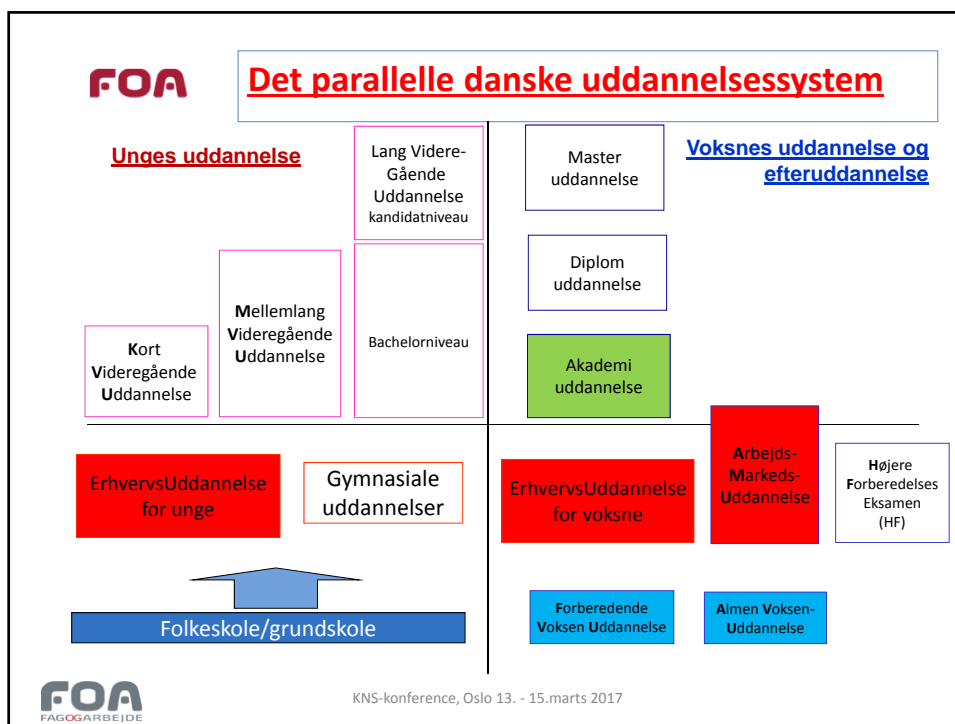 FOA
Det parallelle danske uddannelsessystem
Unges uddannelse
Lang Videre-
Gående
Uddannelse
kandidatniveau
Mellemlang
Videregående
Uddannelse
Bachelorniveau
Kort
Videregående
Uddannelse
Voksnes uddannelse og
efteruddannelse
Master
uddannelse
Diplom
uddannelse
Akademi
uddannelse
ErhvervsUddannelse
for unge
Gymnasiale
uddannelser
ErhvervsUddannelse
for voksne
Arbejds-
Markeds-
Uddannelse
Højere
Forberedelses
Eksamen
(HF)
Folkeskole/grundskole
Forberedende
Voksen Uddannelse
Almen Voksen-
Uddannelse
FOA
FAGOGARBEJDE
KNS-konference, Oslo 13. - 15.marts 2017